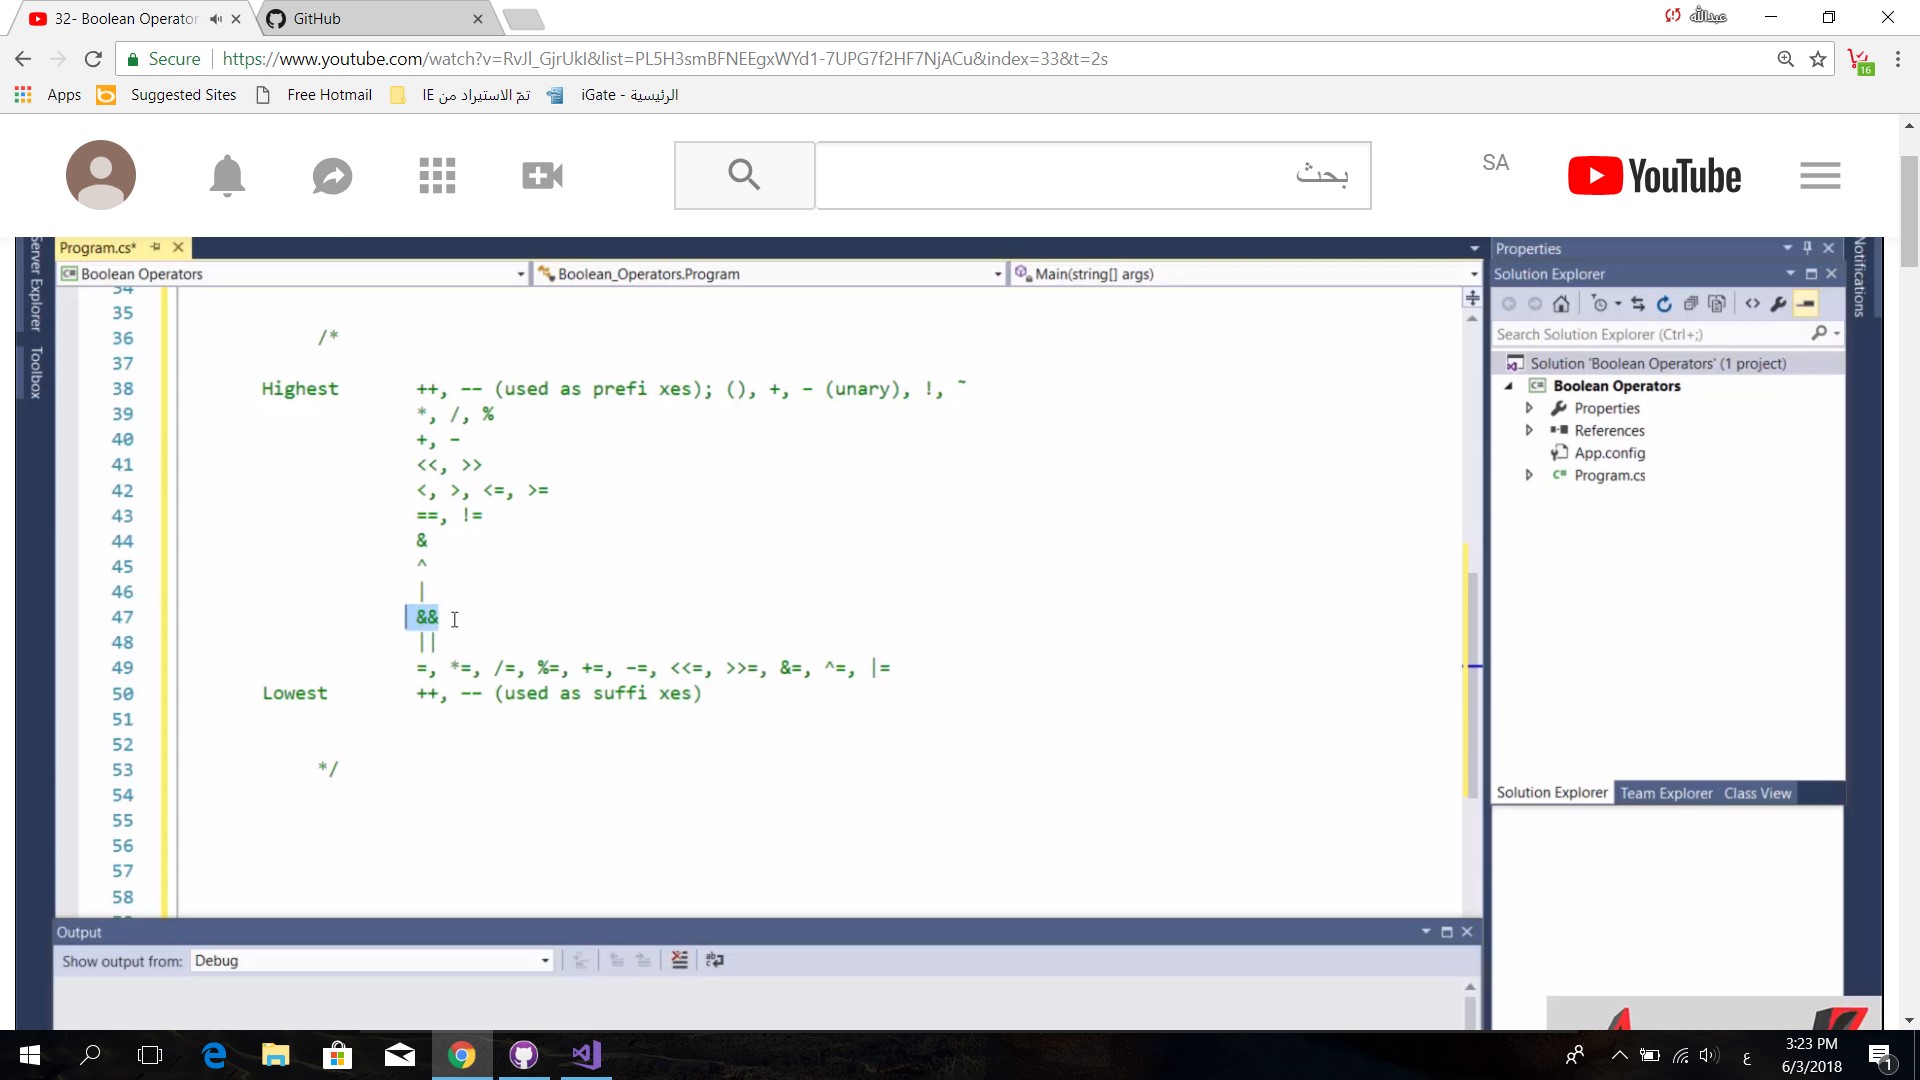 32- Boolean Operator
GitHub
عبدالله
Secure
https://www.youtube.com/watch?v=RvJl_GjrUkI&list=PL5H3smBFNEEgxWYd1-7UPG7f2HF7NjACu&index=33&t=2s
16
Apps
Suggested Sites
Free Hotmail
تمّ الاستيراد من IE
الرئيسية - iGate
بحث
SA
YouTube
Server Explorer
Toolbox
Program.cs*
Boolean Operators
Boolean_Operators.Program
Main(string[] args)
34
35
36 /*
37
38 Highest ++, -- (used as prefi xes); (), +, - (unary), !, ~
39 *, /, %
40 +, -
41 <<, >>
42 <, >, <=, >=
43 ==, !=
44 &
45 ^
46 |
47 &&
48 ||
49 =, *=, /=, %=, +=, -=, <<=, >>=, &=, ^=, |=
50 Lowest ++, -- (used as suffi xes)
51
52
53 */
54
55
56
57
58
Properties
Solution Explorer
Search Solution Explorer (Ctrl+;)
Solution 'Boolean Operators' (1 project)
C# Boolean Operators
Properties
References
App.config
C# Program.cs
Solution Explorer
Team Explorer
Class View
Notifications
Output
Show output from: Debug
ع
3:23 PM
6/3/2018
1